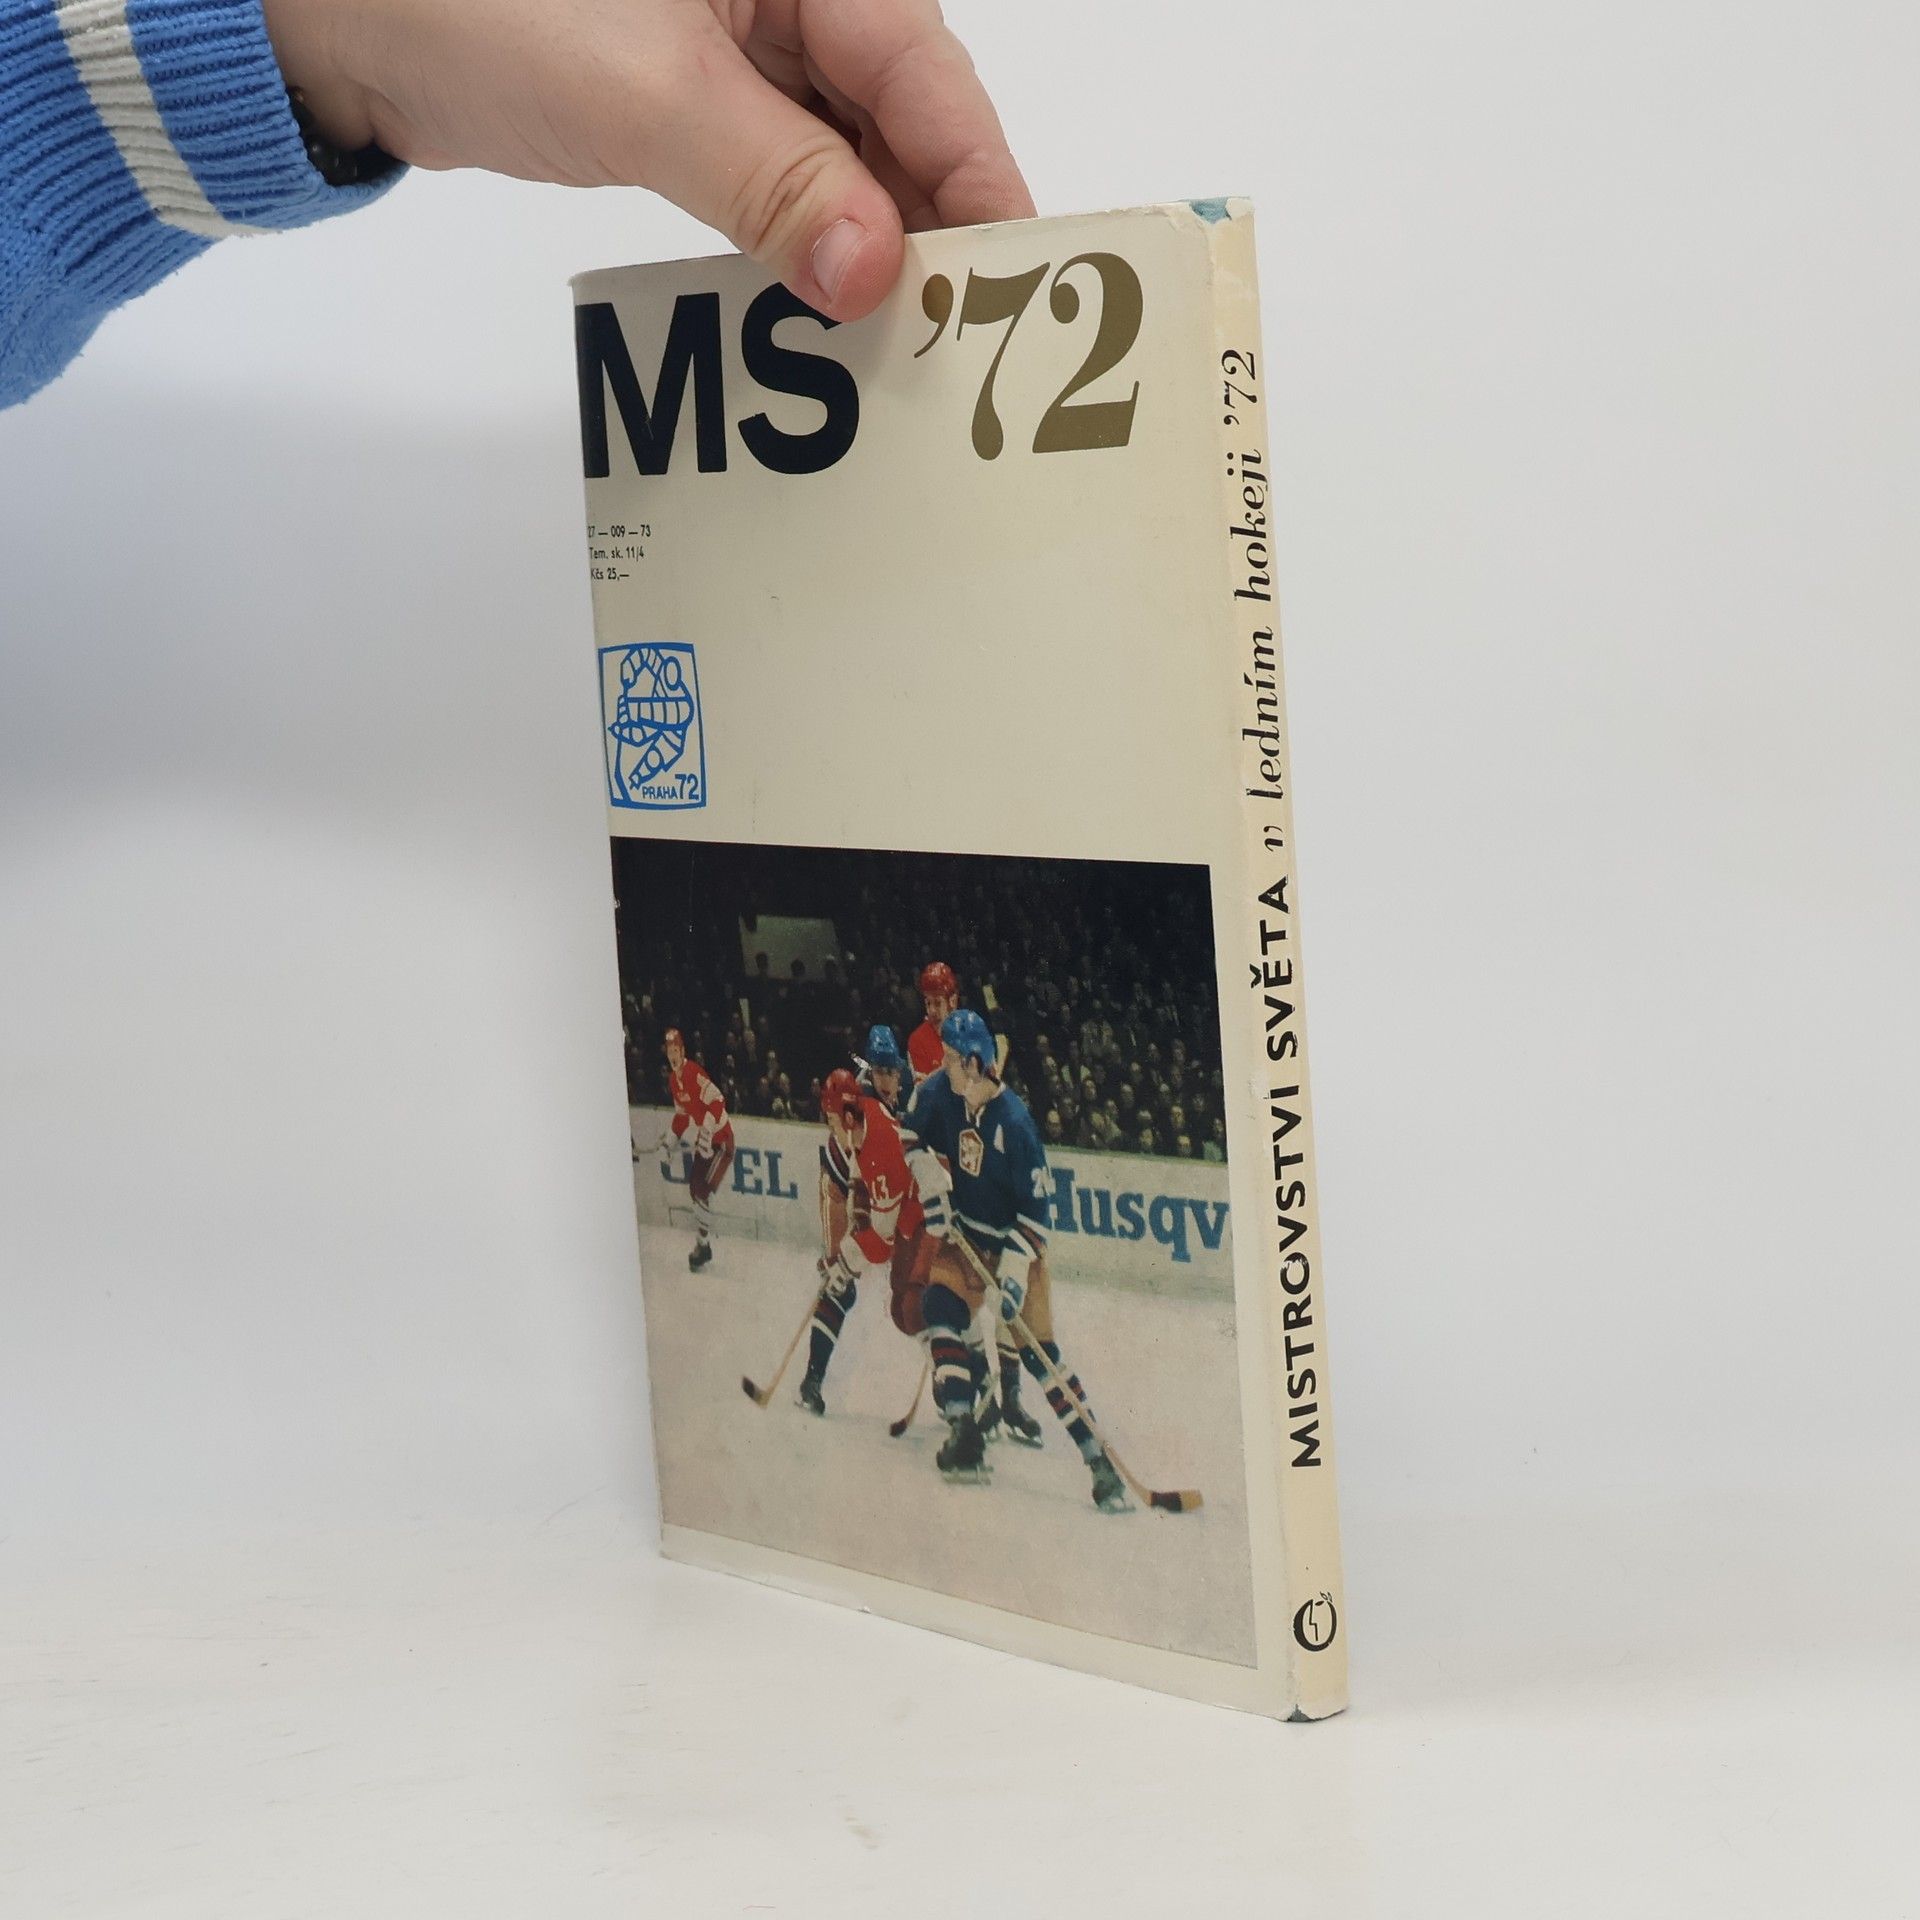 MS '72
27 — 009 — 73
Tem. sk. 11/4
Kčs 25,—
PRAHA 72
EL
13
Husqv
MISTROVSTVÍ SVĚTA v ledním hokeji '72